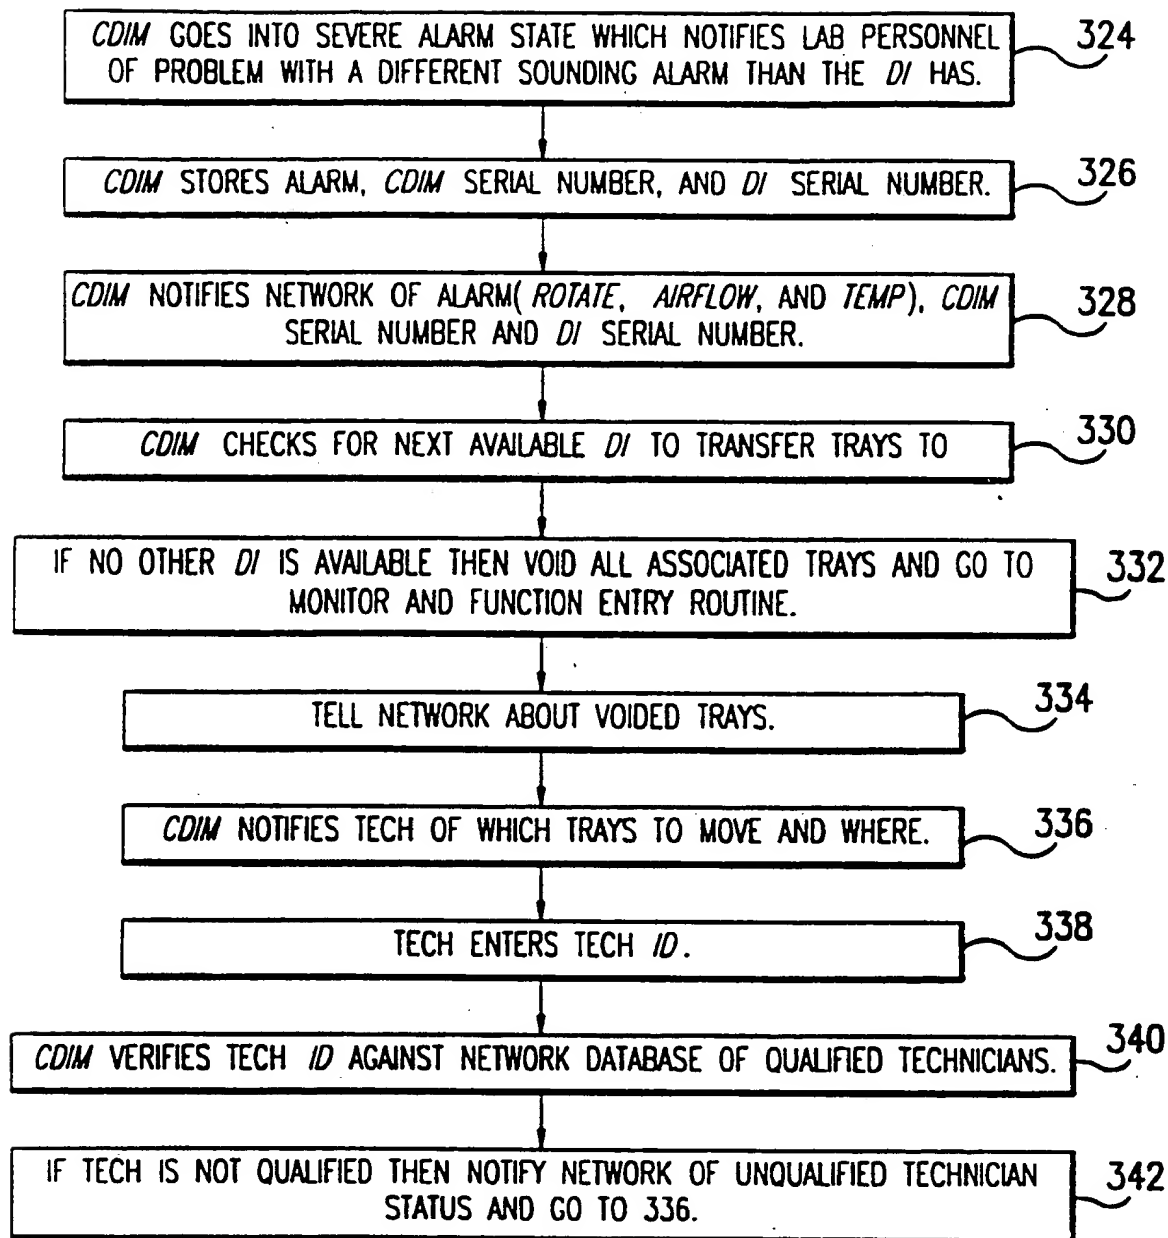 CDIM GOES INTO SEVERE ALARM STATE WHICH NOTIFIES LAB PERSONNEL
OF PROBLEM WITH A DIFFERENT SOUNDING ALARM THAN THE DI HAS.
324
CDIM STORES ALARM, CDIM SERIAL NUMBER, AND DI SERIAL NUMBER.
326
CDIM NOTIFIES NETWORK OF ALARM( ROTATE, AIRFLOW, AND TEMP), CDIM
SERIAL NUMBER AND DI SERIAL NUMBER.
328
CDIM CHECKS FOR NEXT AVAILABLE DI TO TRANSFER TRAYS TO
330
IF NO OTHER DI IS AVAILABLE THEN VOID ALL ASSOCIATED TRAYS AND GO TO
MONITOR AND FUNCTION ENTRY ROUTINE.
332
TELL NETWORK ABOUT VOIDED TRAYS.
334
CDIM NOTIFIES TECH OF WHICH TRAYS TO MOVE AND WHERE.
336
TECH ENTERS TECH ID.
338
CDIM VERIFIES TECH ID AGAINST NETWORK DATABASE OF QUALIFIED TECHNICIANS.
340
IF TECH IS NOT QUALIFIED THEN NOTIFY NETWORK OF UNQUALIFIED TECHNICIAN
STATUS AND GO TO 336.
342